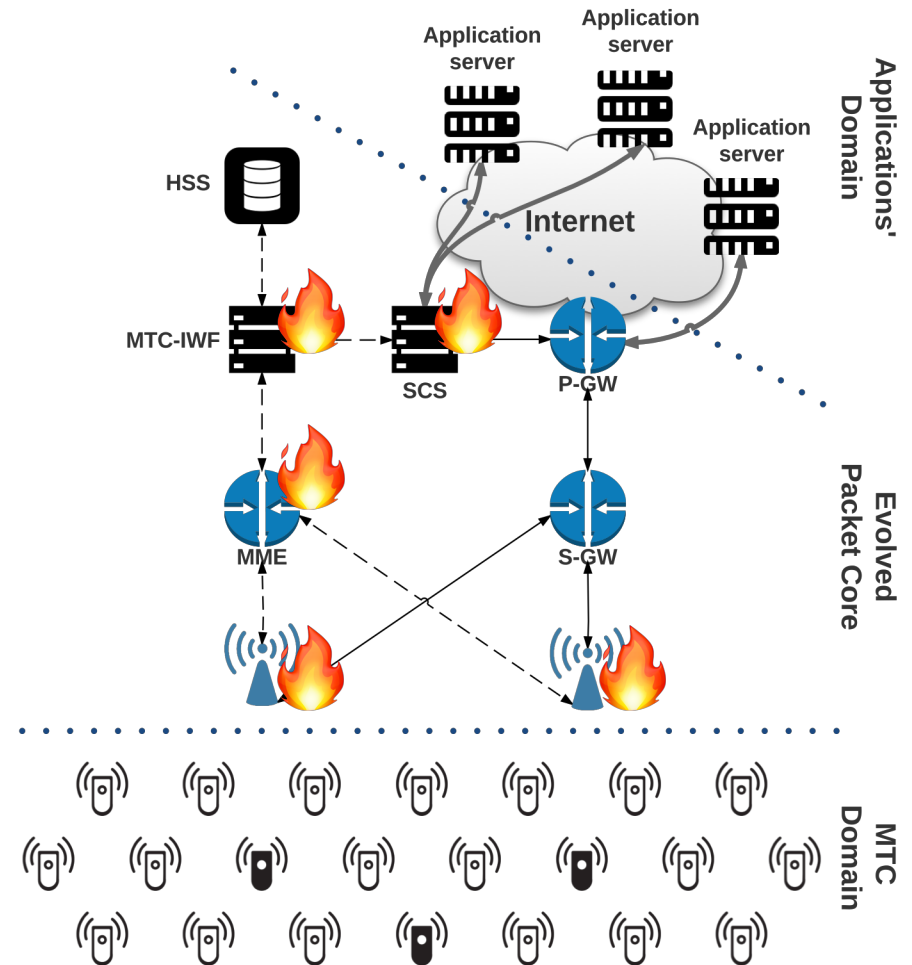 Application
server
Application
server
Application
server
Applications'
Domain
HSS
Internet
MTC-IWF
SCS
P-GW
Evolved
Packet Core
MME
S-GW
MTC
Domain